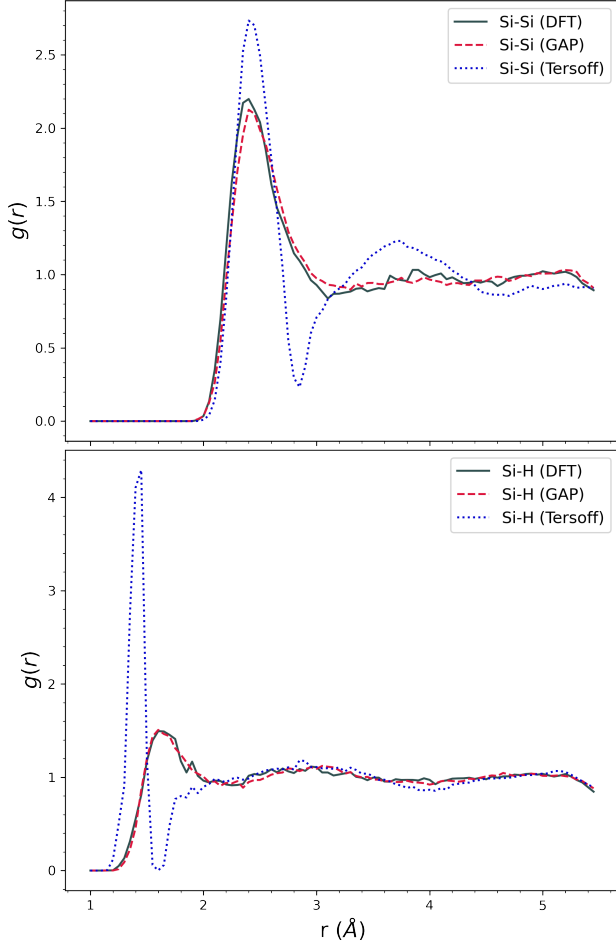 Si-Si (DFT)
Si-Si (GAP)
Si-Si (Tersoff)
2.5
2.0
1.5
1.0
0.5
0.0
g(r)
Si-H (DFT)
Si-H (GAP)
Si-H (Tersoff)
4
3
2
1
0
g(r)
1 2 3 4 5
r (Å)